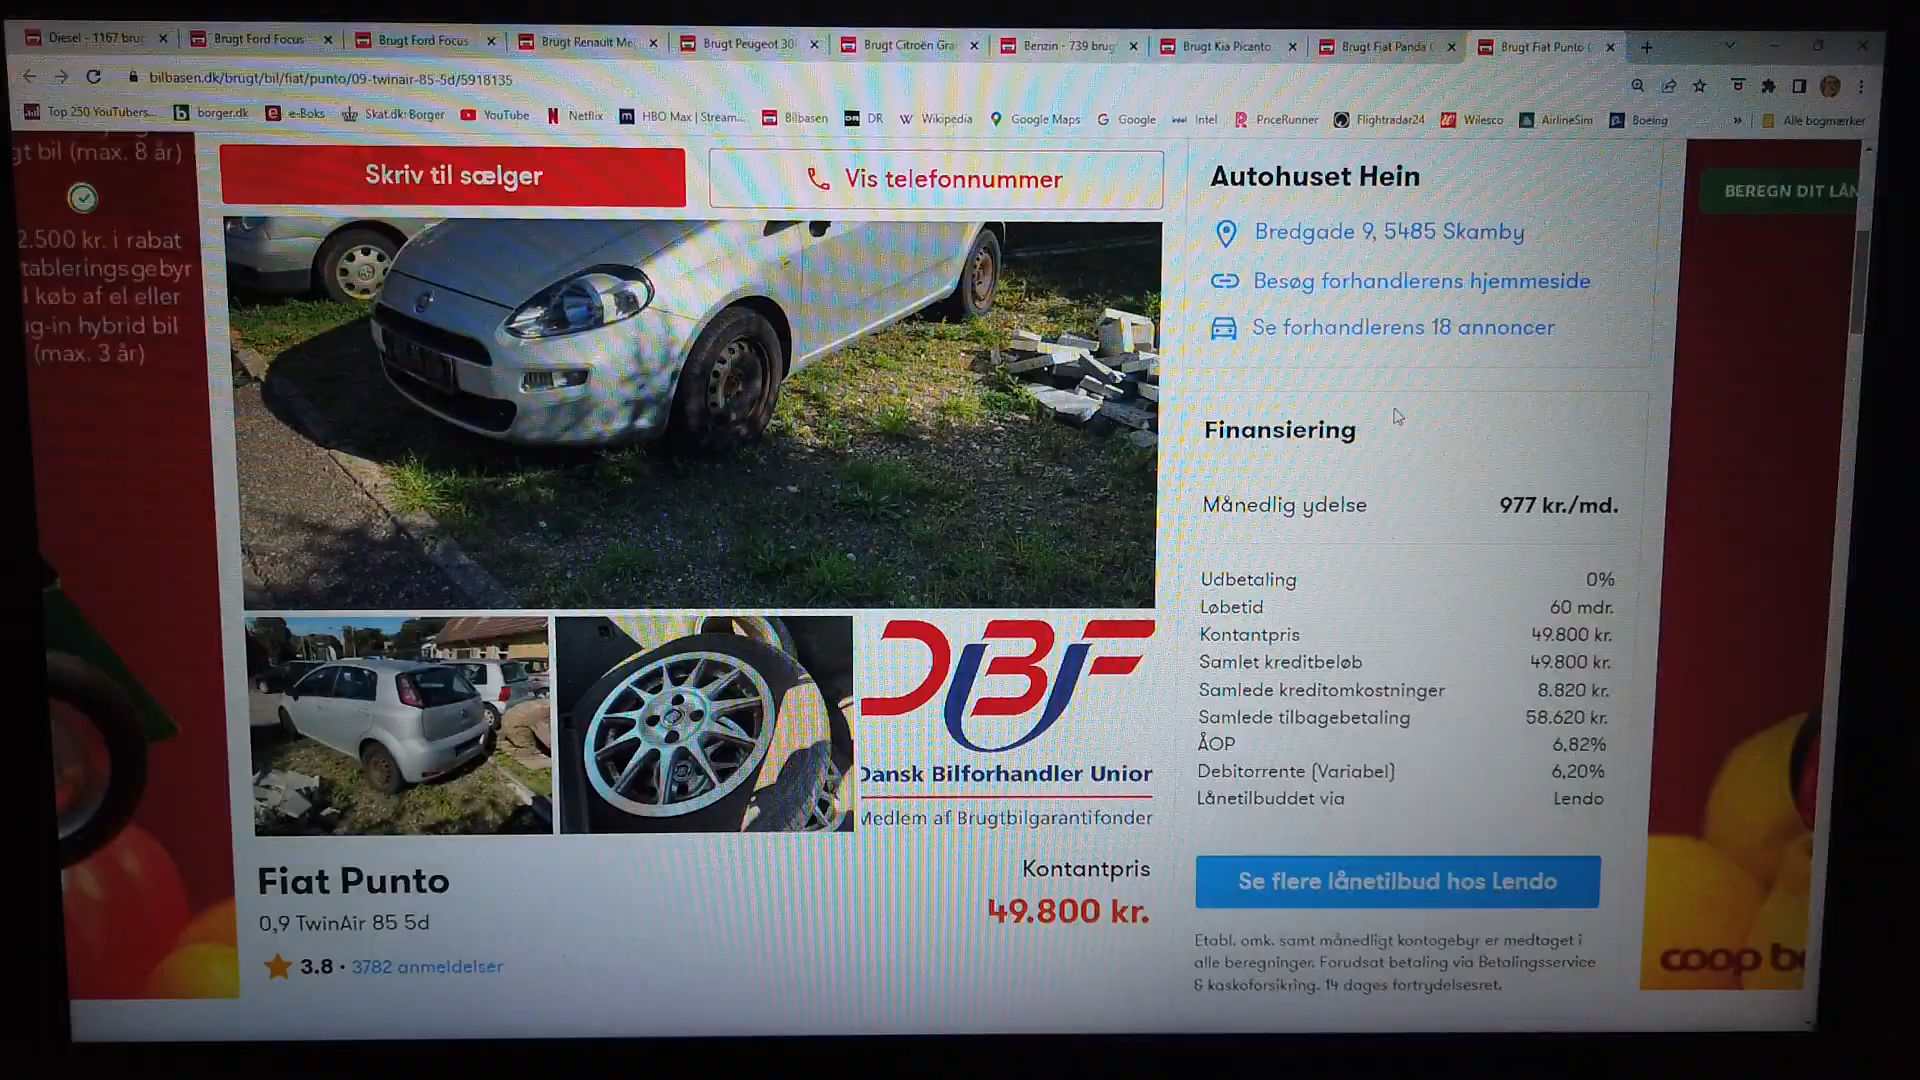 Diesel - 1167 bruc
Brugt Ford Focus
Brugt Ford Focus
Brugt Renault Me
Brugt Peugeot 30
Brugt Citroën Gra
Benzin - 739 brug
Brugt Kia Picanto
Brugt Fiat Panda
Brugt Fiat Punto
bilbasen.dk/brugt/bil/fiat/punto/09-twinair-85-5d/5918135
Top 250 YouTubers...
borger.dk
e-Boks
Skat.dk: Borger
YouTube
Netflix
HBO Max | Stream...
Bilbasen
DR
Wikipedia
Google Maps
Google
Intel
PriceRunner
Flightradar24
Wilesco
AirlineSim
Boeing
Alle bogmærker
gt bil (max. 8 år)
2.500 kr. i rabat
tableringsgebyr
d køb af el eller
ug-in hybrid bil
(max. 3 år)
Skriv til sælger
Vis telefonnummer
Autohuset Hein
Bredgade 9, 5485 Skamby
Besøg forhandlerens hjemmeside
Se forhandlerens 18 annoncer
BEREGN DIT LÅN
Finansiering
Månedlig ydelse 977 kr./md.
Udbetaling 0%
Løbetid 60 mdr.
Kontantpris 49.800 kr.
Samlet kreditbeløb 49.800 kr.
Samlede kreditomkostninger 8.820 kr.
Samlede tilbagebetaling 58.620 kr.
ÅOP 6,82%
Debitorrente (Variabel) 6,20%
Lånetilbuddet via Lendo
Se flere lånetilbud hos Lendo
Etabl. omk. samt månedligt kontogebyr er medtaget i
alle beregninger. Forudsat betaling via Betalingsservice
& kaskoforsikring. 14 dages fortrydelsesret.
DBFU
Dansk Bilforhandler Union
Medlem af Brugtbilgarantifonden
Fiat Punto
0,9 TwinAir 85 5d
3.8 · 3782 anmeldelser
Kontantpris
49.800 kr.
coop b